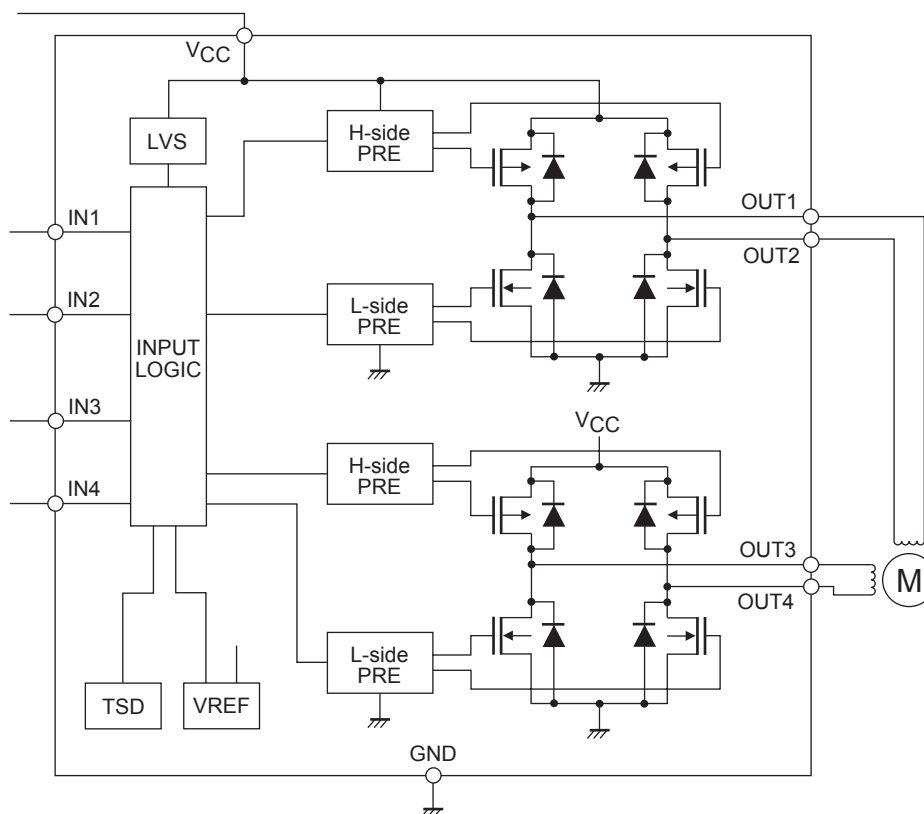 VCC
LVS
H-side
PRE
OUT1
IN1
OUT2
IN2
L-side
PRE
INPUT
LOGIC
IN3
VCC
H-side
PRE
IN4
OUT3
M
OUT4
L-side
PRE
TSD
VREF
GND